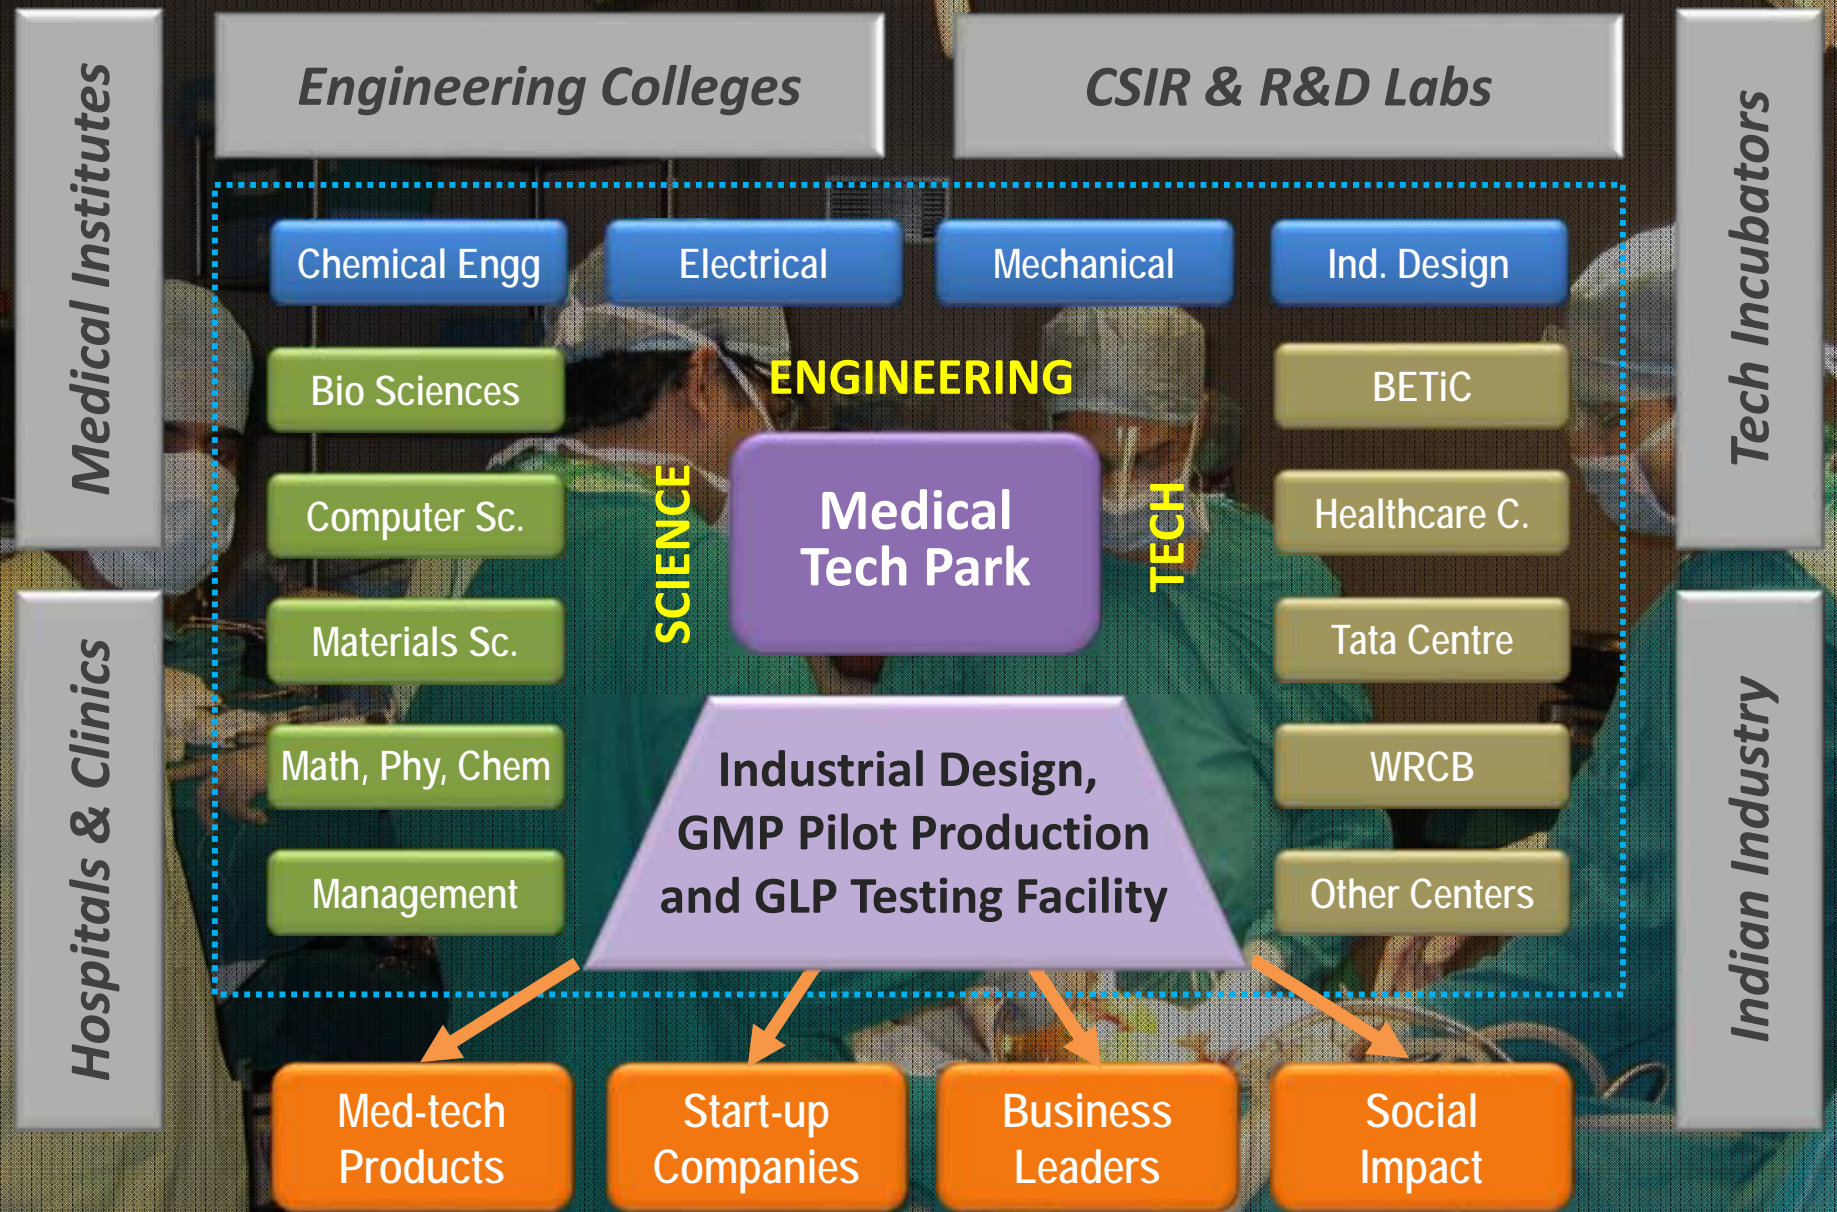 Medical Institutes
Engineering Colleges
CSIR & R&D Labs
Tech Incubators
Chemical Engg
Electrical
Mechanical
Ind. Design
Bio Sciences
Computer Sc.
Materials Sc.
Math, Phy, Chem
Management
ENGINEERING
SCIENCE
Medical
Tech Park
TECH
BETiC
Healthcare C.
Tata Centre
WRCB
Other Centers
Industrial Design,
GMP Pilot Production
and GLP Testing Facility
Hospitals & Clinics
Indian Industry
Med-tech
Products
Start-up
Companies
Business
Leaders
Social
Impact